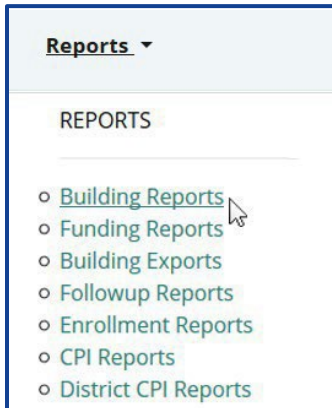 Reports
REPORTS
Building Reports
Funding Reports
Building Exports
Followup Reports
Enrollment Reports
CPI Reports
District CPI Reports